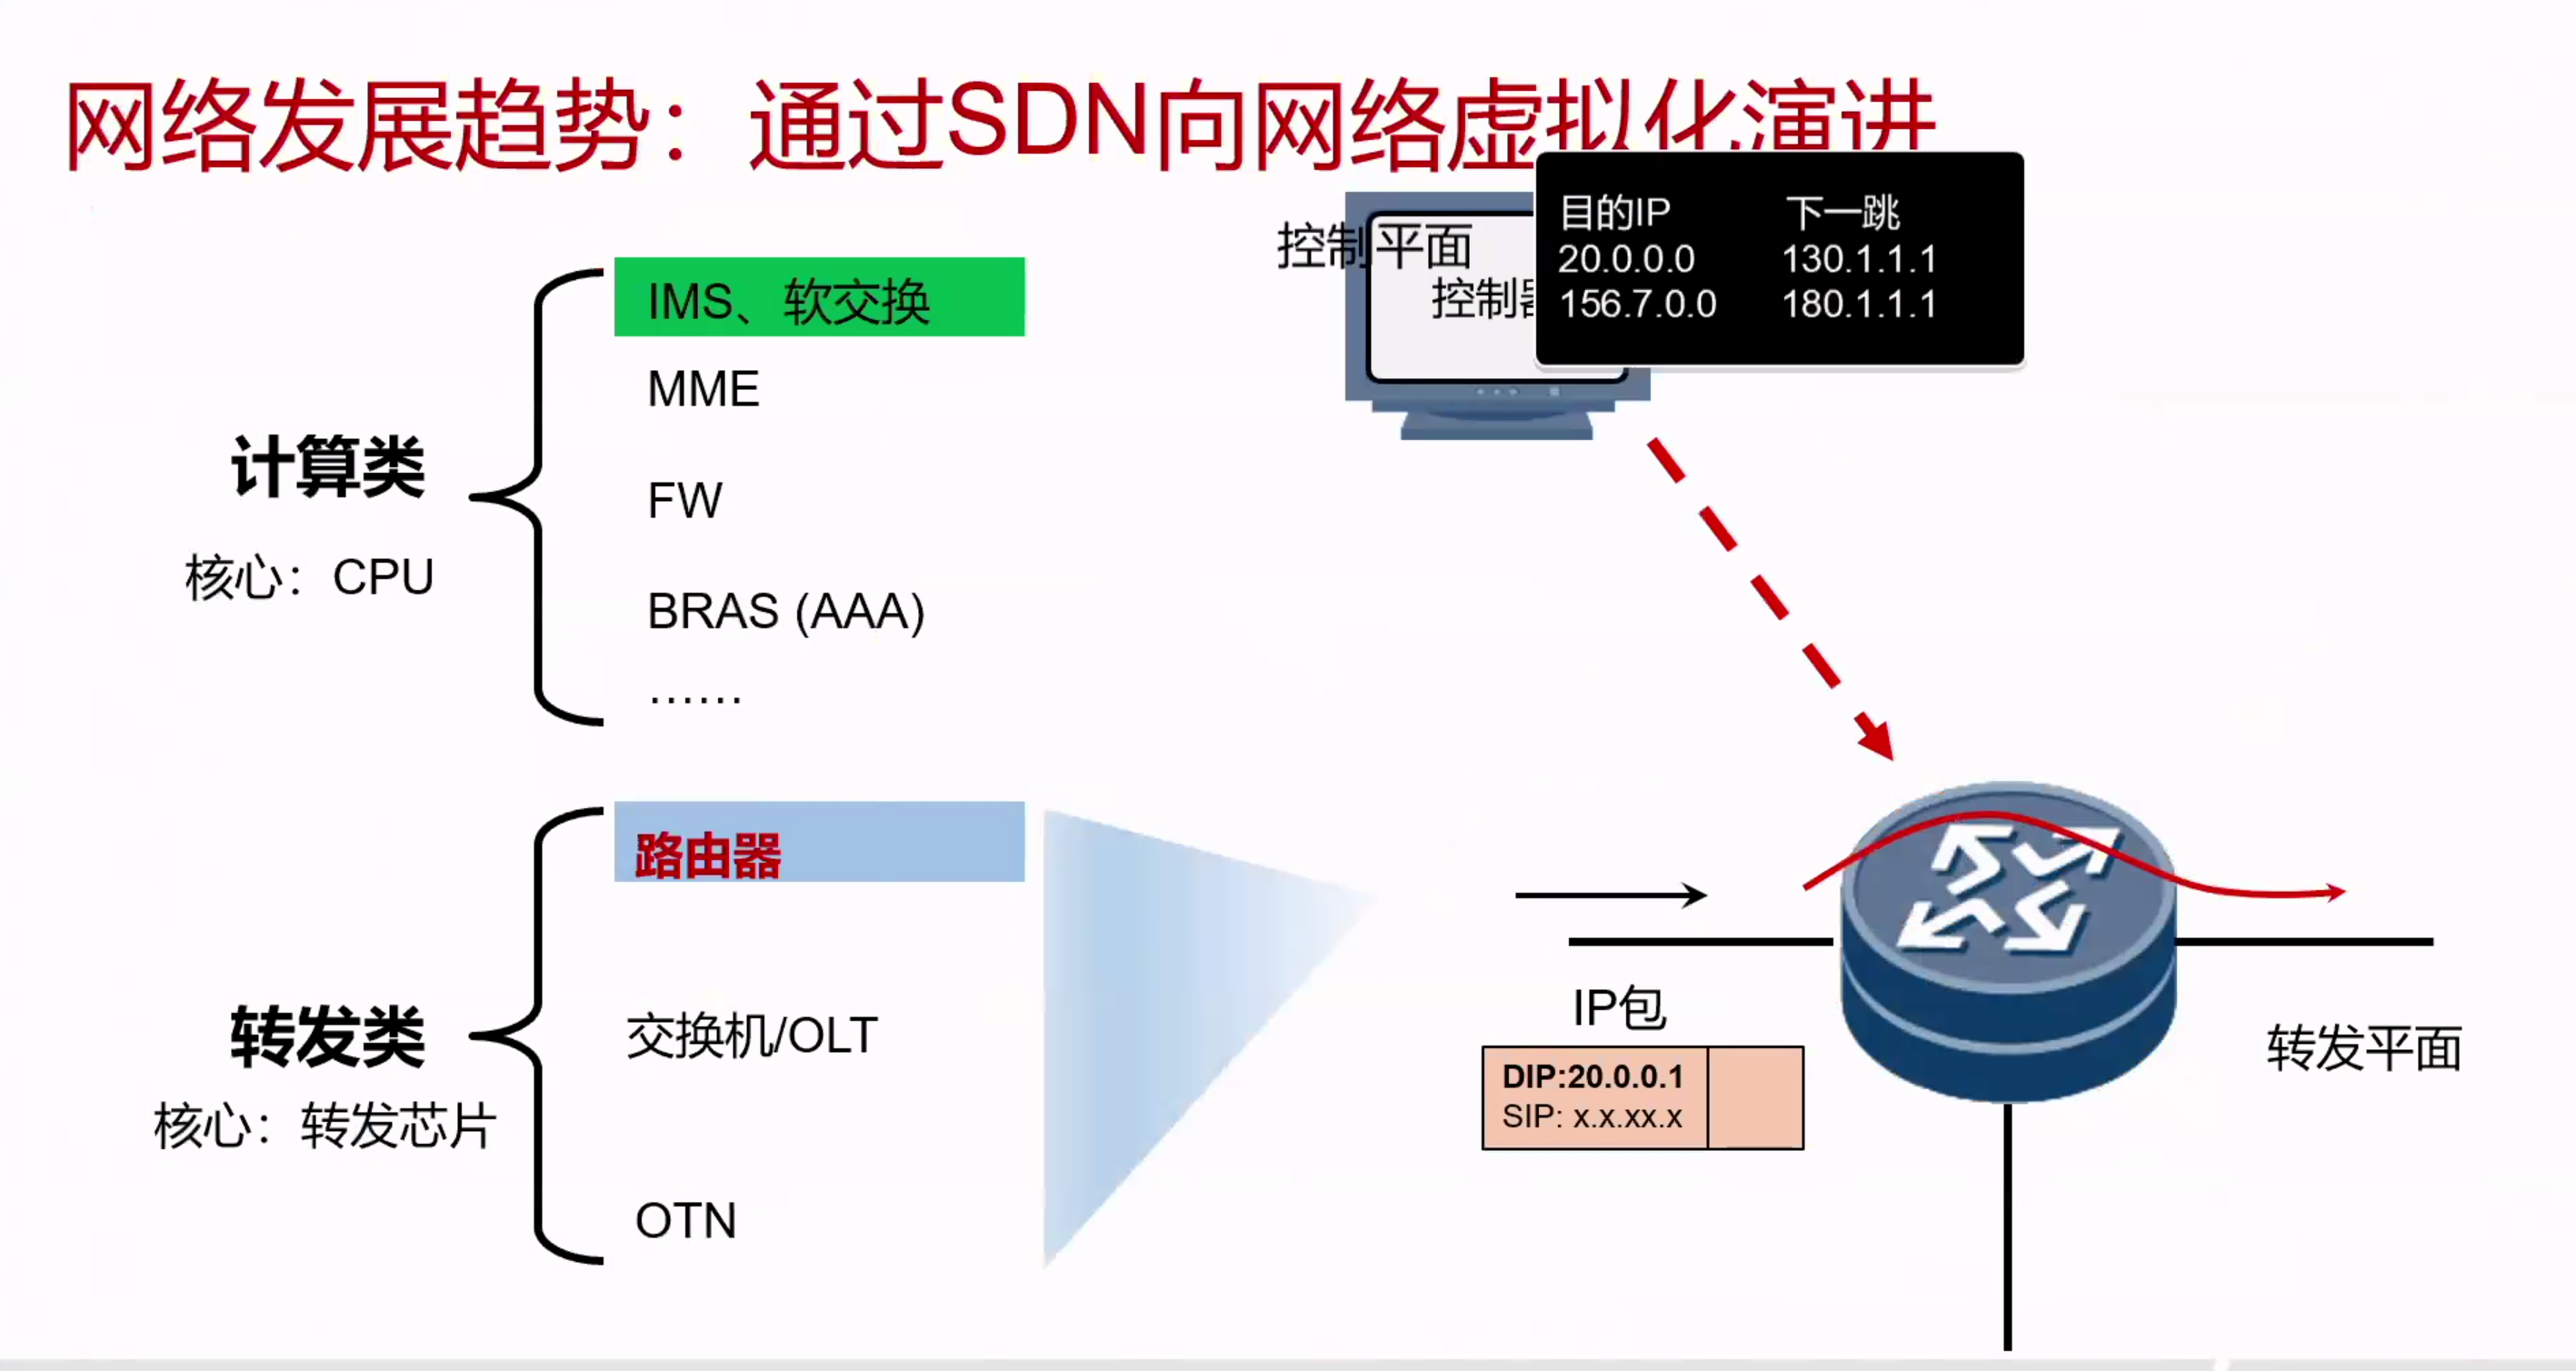 网络发展趋势：通过SDN向网络虚拟化演讲
计算类
核心：CPU
IMS、软交换
MME
FW
BRAS (AAA)
……
转发类
核心：转发芯片
路由器
交换机/OLT
OTN
控制平面
控制器
目的IP 下一跳
20.0.0.0 130.1.1.1
156.7.0.0 180.1.1.1
IP包
DIP:20.0.0.1
SIP: x.x.xx.x
转发平面